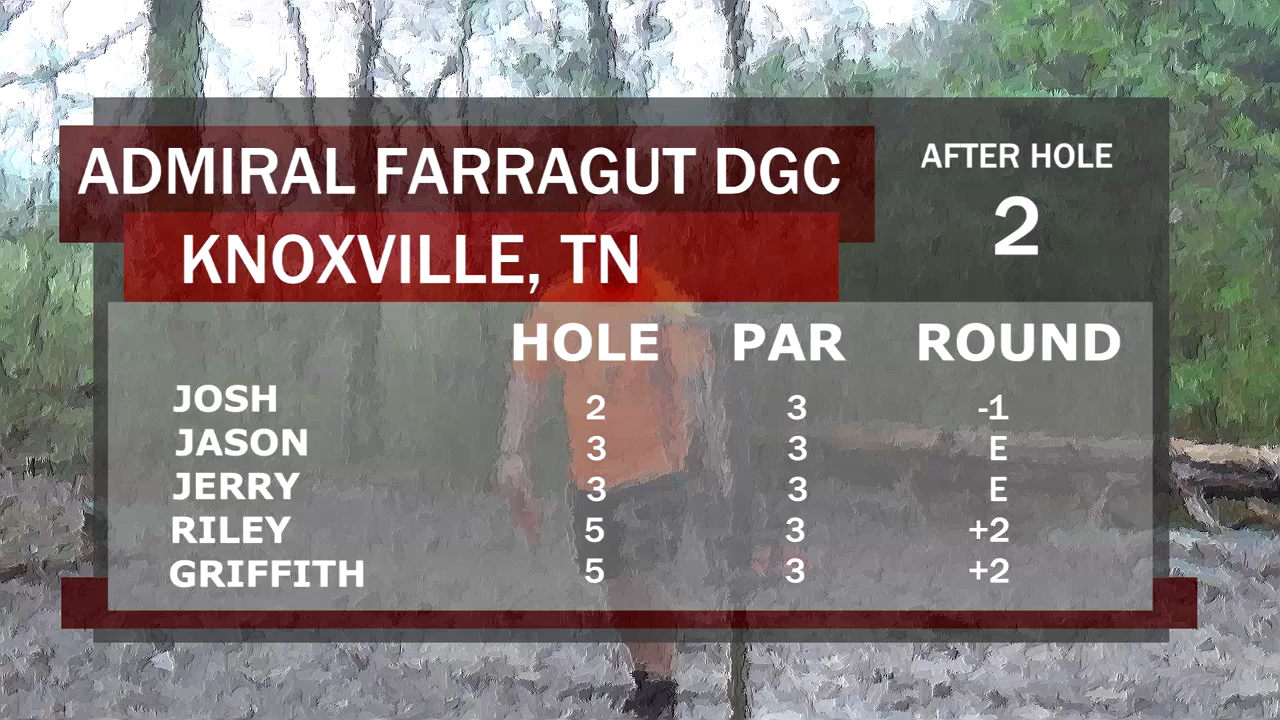 ADMIRAL FARRAGUT DGC
KNOXVILLE, TN
AFTER HOLE
2
HOLE PAR ROUND
JOSH 2 3 -1
JASON 3 3 E
JERRY 3 3 E
RILEY 5 3 +2
GRIFFITH 5 3 +2